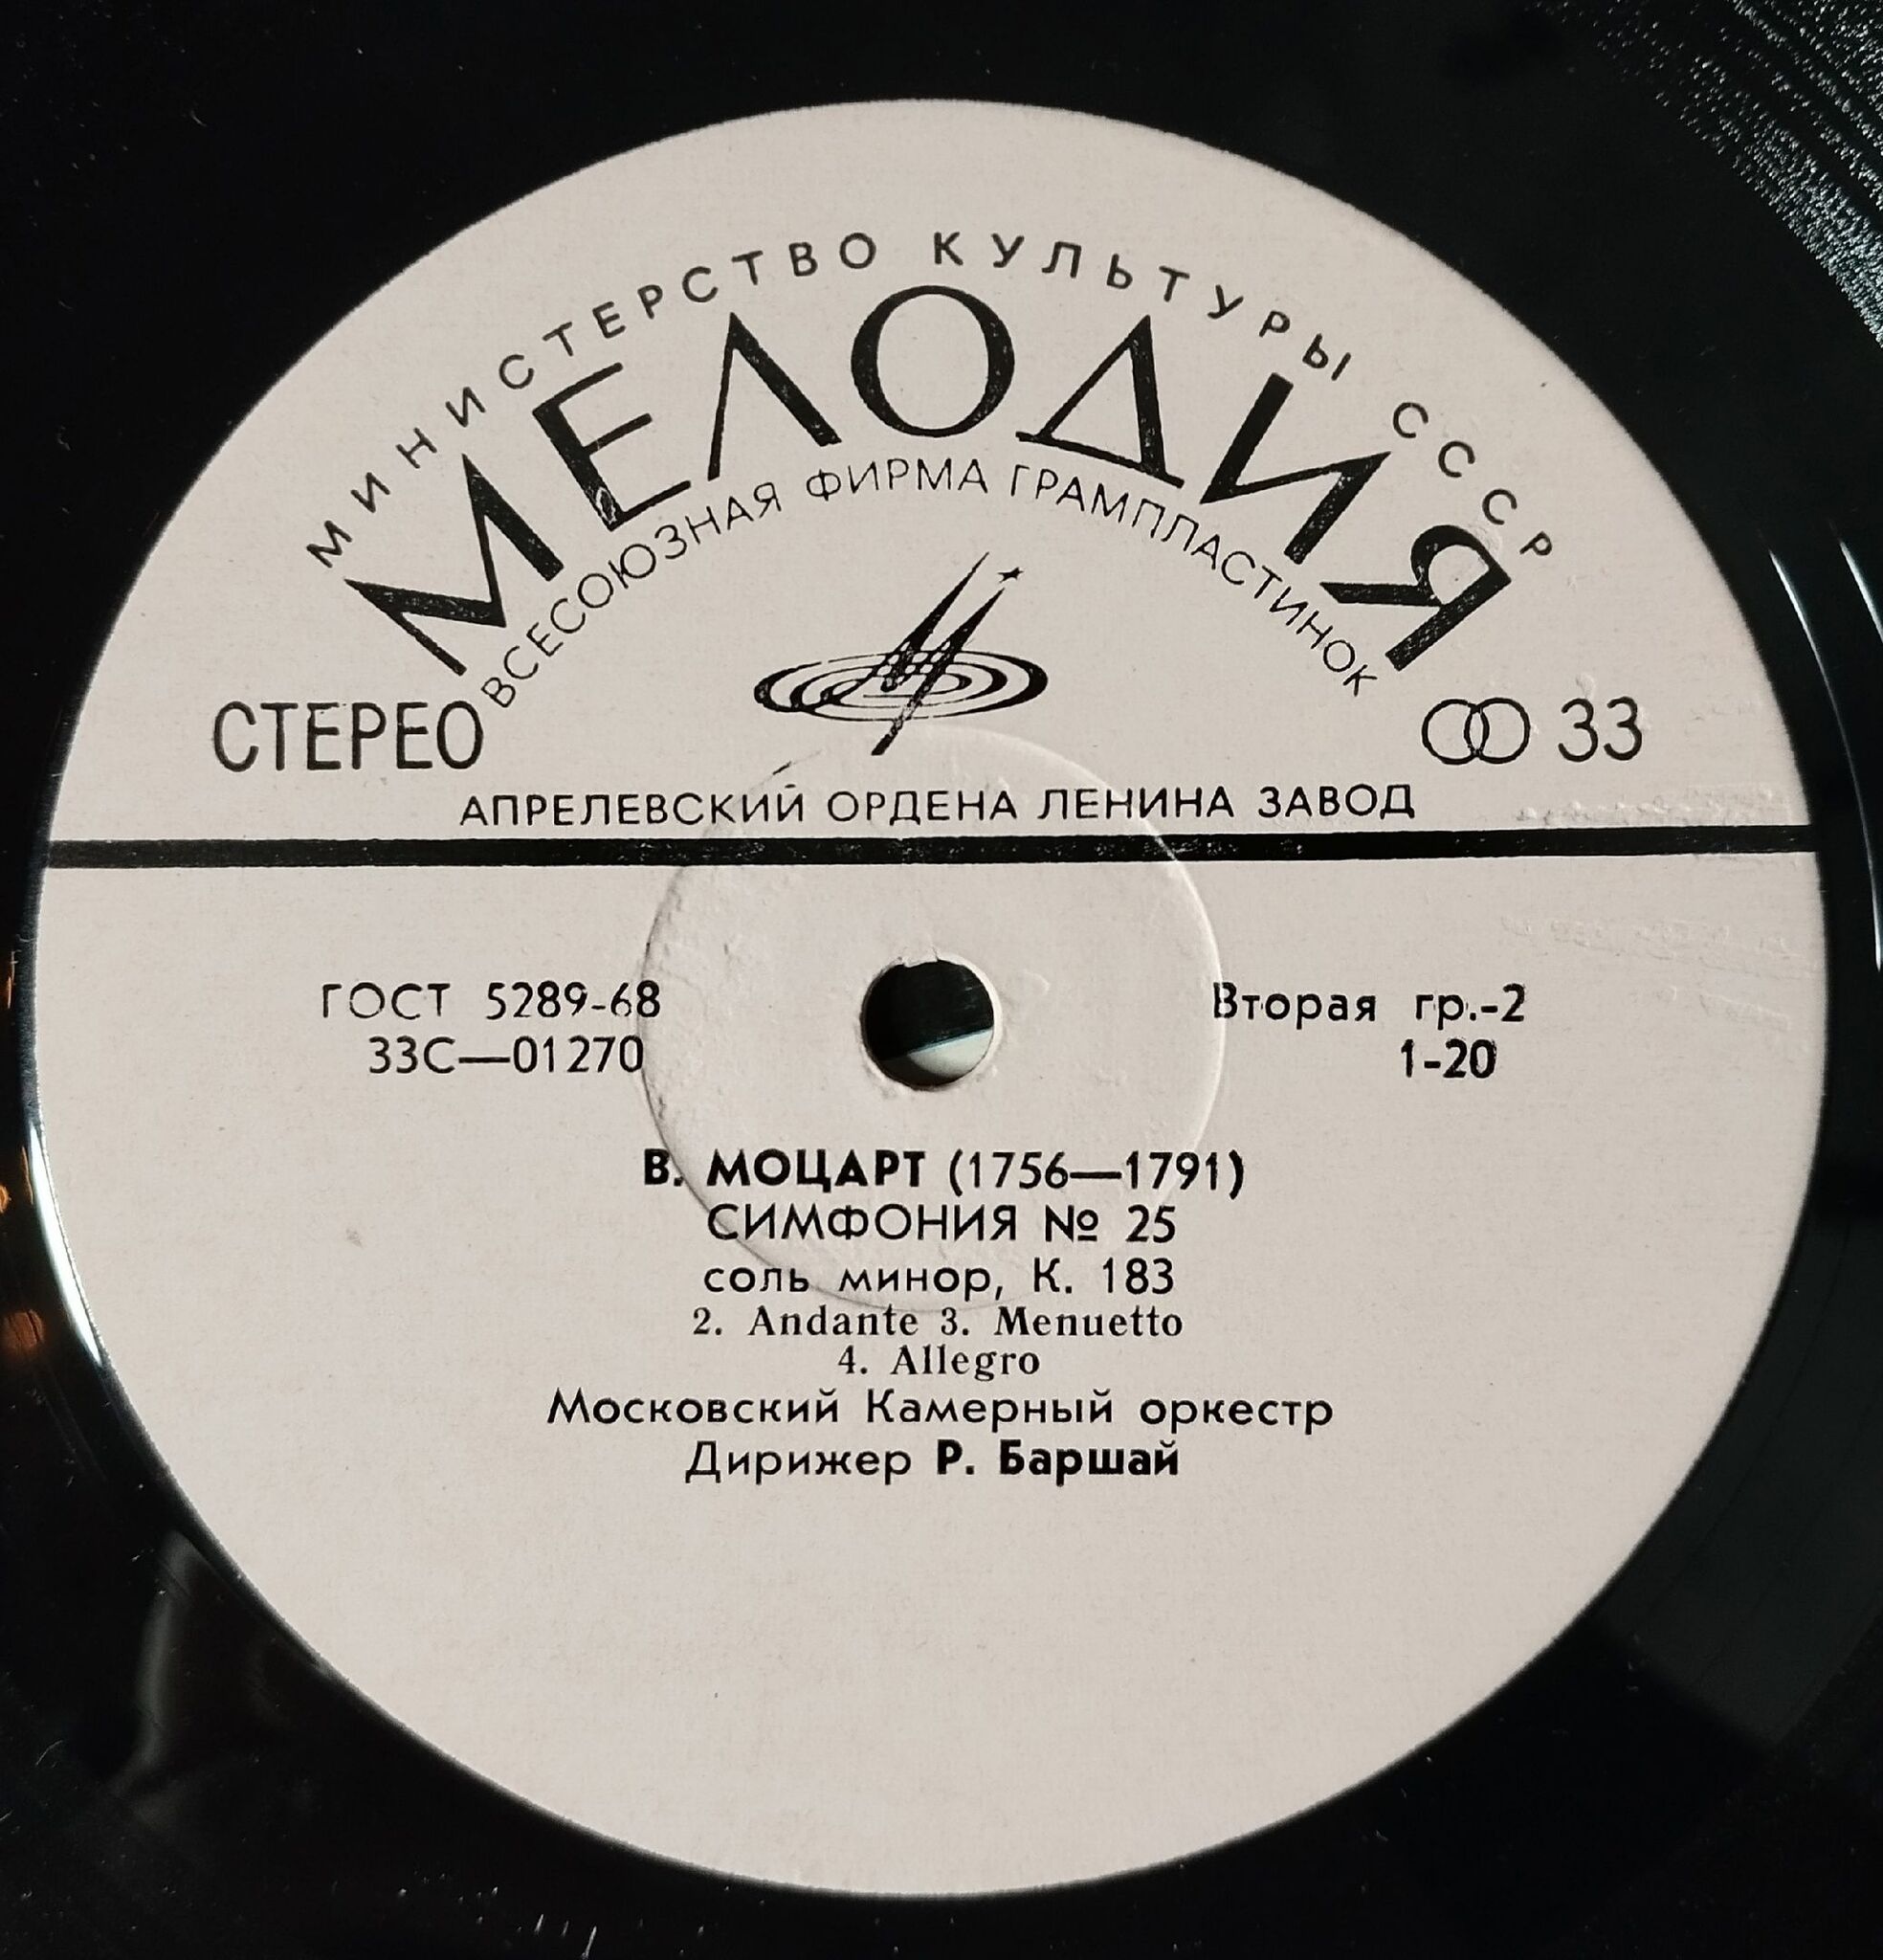 МИНИСТЕРСТВО КУЛЬТУРЫ СССР
МЕЛОДИЯ
ВСЕСОЮЗНАЯ ФИРМА ГРАМПЛАСТИНОК
СТЕРЕО
33
АПРЕЛЕВСКИЙ ОРДЕНА ЛЕНИНА ЗАВОД
ГОСТ 5289-68
33С—01270
Вторая гр.-2
1-20
В. МОЦАРТ (1756—1791)
СИМФОНИЯ № 25
соль минор, К. 183
2. Andante 3. Menuetto
4. Allegro
Московский Камерный оркестр
Дирижер Р. Баршай